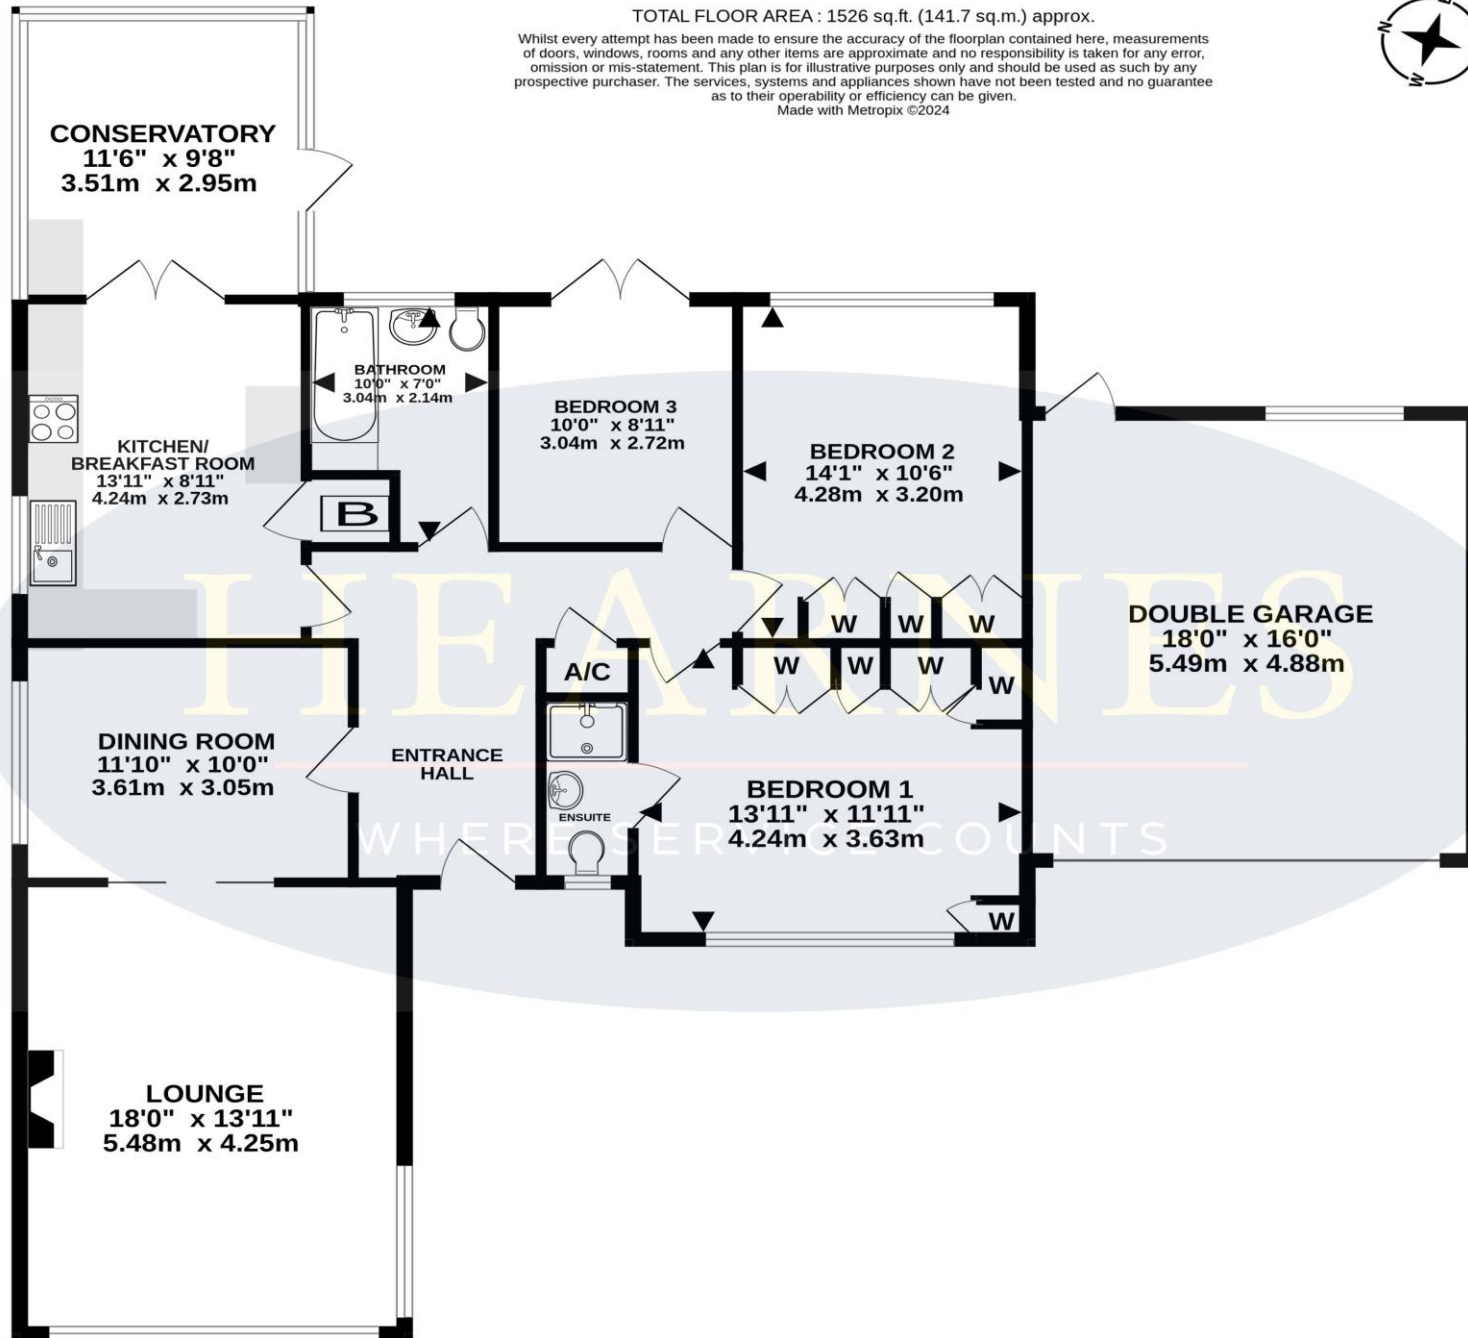 TOTAL FLOOR AREA : 1526 sq.ft. (141.7 sq.m.) approx.
Whilst every attempt has been made to ensure the accuracy of the floorplan contained here, measurements
of doors, windows, rooms and any other items are approximate and no responsibility is taken for any error,
omission or mis-statement. This plan is for illustrative purposes only and should be used as such by any
prospective purchaser. The services, systems and appliances shown have not been tested and no guarantee
as to their operability or efficiency can be given.
Made with Metropix ©2024
N
W
CONSERVATORY
11'6" x 9'8"
3.51m x 2.95m
BATHROOM
10'0" x 7'0"
3.04m x 2.14m
BEDROOM 3
10'0" x 8'11"
3.04m x 2.72m
KITCHEN/
BREAKFAST ROOM
13'11" x 8'11"
4.24m x 2.73m
B
BEDROOM 2
14'1" x 10'6"
4.28m x 3.20m
W
W
W
DOUBLE GARAGE
18'0" x 16'0"
5.49m x 4.88m
HEARNES
WHERE SERVICE COUNTS
A/C
W
W
W
W
DINING ROOM
11'10" x 10'0"
3.61m x 3.05m
ENTRANCE
HALL
ENSUITE
BEDROOM 1
13'11" x 11'11"
4.24m x 3.63m
W
LOUNGE
18'0" x 13'11"
5.48m x 4.25m